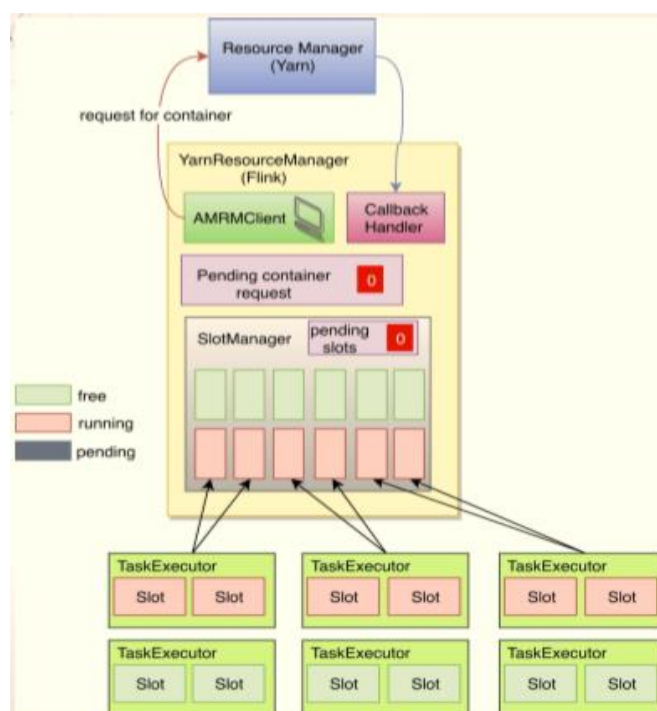 Resource Manager
(Yarn)
request for container
YarnResourceManager
(Flink)
AMRMClient
Callback
Handler
Pending container
request
0
SlotManager
pending
slots
0
free
running
pending
TaskExecutor
Slot
Slot
TaskExecutor
Slot
Slot
TaskExecutor
Slot
Slot
TaskExecutor
Slot
Slot
TaskExecutor
Slot
Slot
TaskExecutor
Slot
Slot